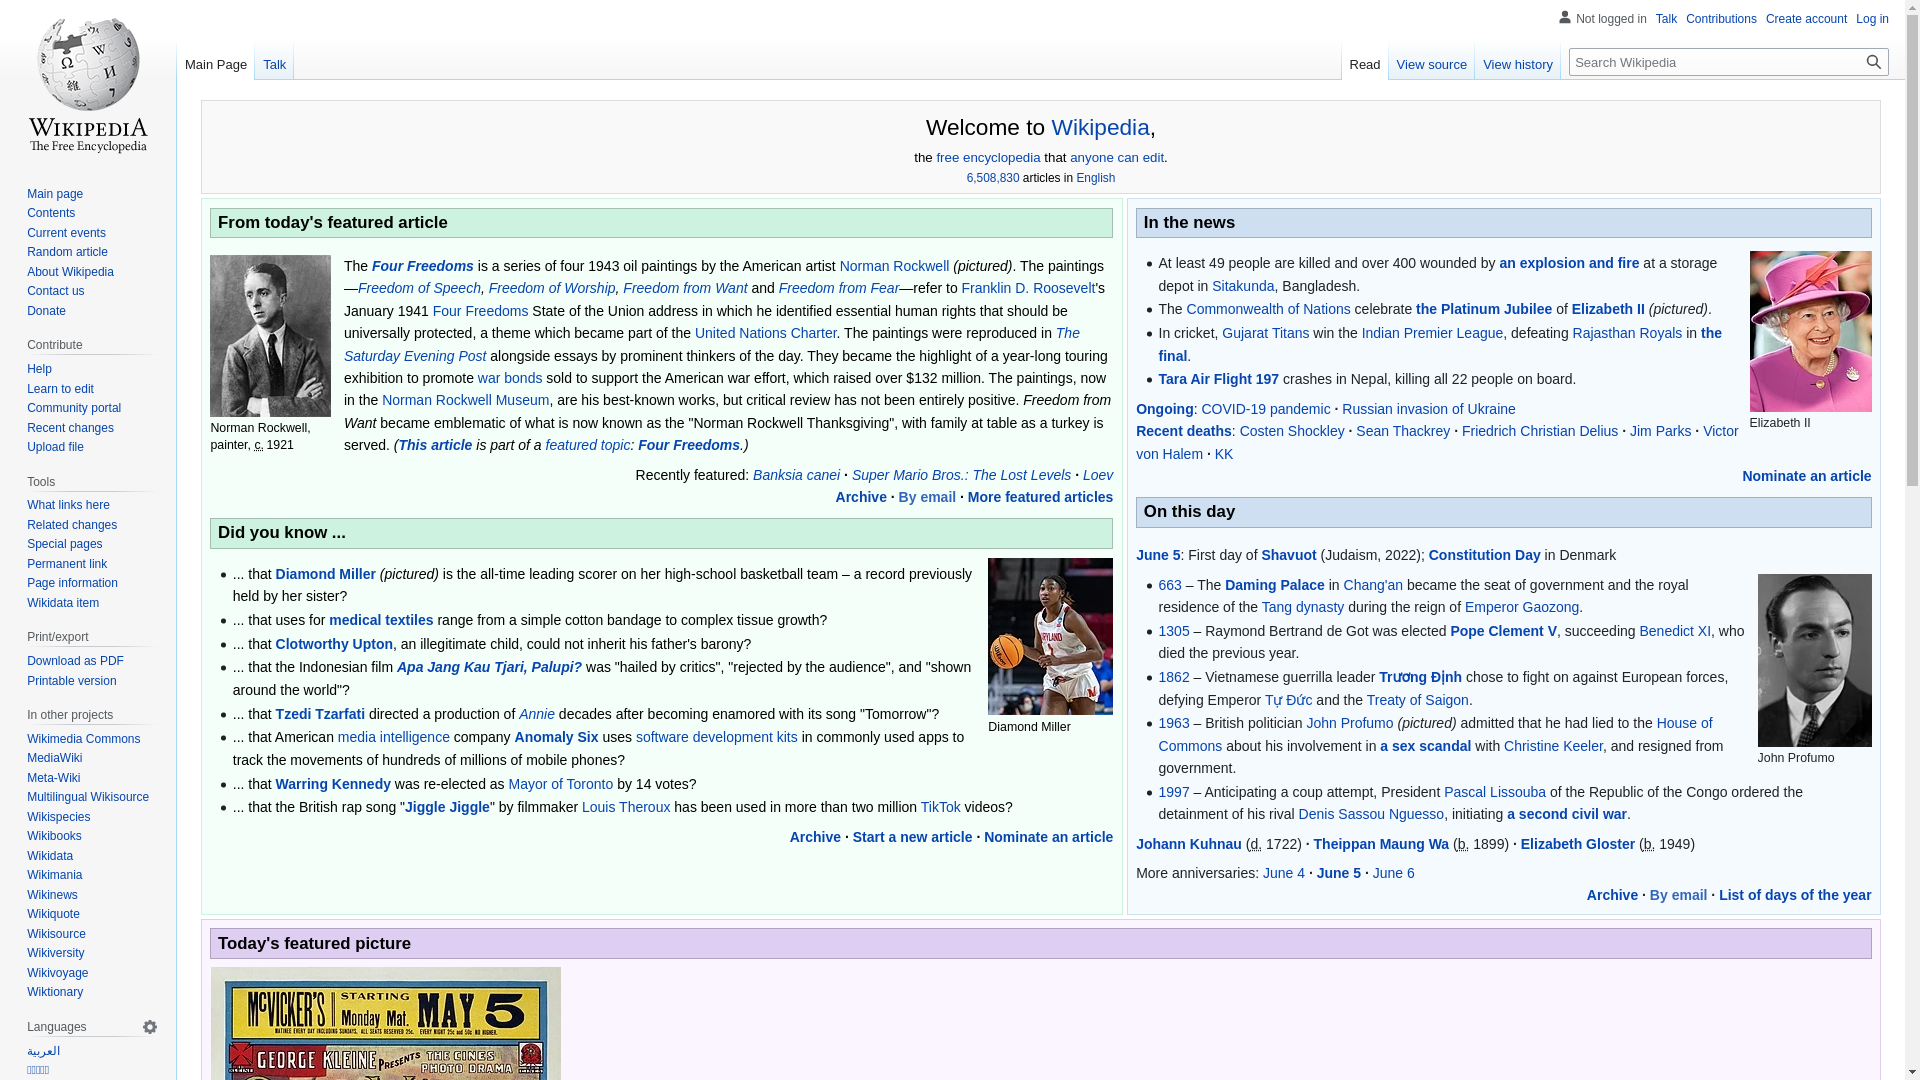 Not logged in Talk Contributions Create account Log in
Main Page Talk Read View source View history Search Wikipedia
WIKIPEDIA
The Free Encyclopedia
Main page
Contents
Current events
Random article
About Wikipedia
Contact us
Donate
Contribute
Help
Learn to edit
Community portal
Recent changes
Upload file
Tools
What links here
Related changes
Special pages
Permanent link
Page information
Wikidata item
Print/export
Download as PDF
Printable version
In other projects
Wikimedia Commons
MediaWiki
Meta-Wiki
Multilingual Wikisource
Wikispecies
Wikibooks
Wikidata
Wikimania
Wikinews
Wikiquote
Wikisource
Wikiversity
Wikivoyage
Wiktionary
Languages
العربية
Welcome to Wikipedia,
the free encyclopedia that anyone can edit.
6,508,830 articles in English
From today's featured article
Norman Rockwell,
painter, c. 1921
The Four Freedoms is a series of four 1943 oil paintings by the American artist Norman Rockwell (pictured). The paintings
—Freedom of Speech, Freedom of Worship, Freedom from Want and Freedom from Fear—refer to Franklin D. Roosevelt's
January 1941 Four Freedoms State of the Union address in which he identified essential human rights that should be
universally protected, a theme which became part of the United Nations Charter. The paintings were reproduced in The
Saturday Evening Post alongside essays by prominent thinkers of the day. They became the highlight of a year-long touring
exhibition to promote war bonds sold to support the American war effort, which raised over $132 million. The paintings, now
in the Norman Rockwell Museum, are his best-known works, but critical review has not been entirely positive. Freedom from
Want became emblematic of what is now known as the "Norman Rockwell Thanksgiving", with family at table as a turkey is
served. (This article is part of a featured topic: Four Freedoms.)
Recently featured: Banksia canei · Super Mario Bros.: The Lost Levels · Loev
Archive · By email · More featured articles
Did you know ...
... that Diamond Miller (pictured) is the all-time leading scorer on her high-school basketball team – a record previously
held by her sister?
... that uses for medical textiles range from a simple cotton bandage to complex tissue growth?
... that Clotworthy Upton, an illegitimate child, could not inherit his father's barony?
... that the Indonesian film Apa Jang Kau Tjari, Palupi? was "hailed by critics", "rejected by the audience", and "shown
around the world"?
... that Tzedi Tzarfati directed a production of Annie decades after becoming enamored with its song "Tomorrow"?
... that American media intelligence company Anomaly Six uses software development kits in commonly used apps to
track the movements of hundreds of millions of mobile phones?
... that Warring Kennedy was re-elected as Mayor of Toronto by 14 votes?
... that the British rap song "Jiggle Jiggle" by filmmaker Louis Theroux has been used in more than two million TikTok videos?
MARYLAND
Diamond Miller
Archive · Start a new article · Nominate an article
In the news
At least 49 people are killed and over 400 wounded by an explosion and fire at a storage
depot in Sitakunda, Bangladesh.
The Commonwealth of Nations celebrate the Platinum Jubilee of Elizabeth II (pictured).
In cricket, Gujarat Titans win the Indian Premier League, defeating Rajasthan Royals in the
final.
Tara Air Flight 197 crashes in Nepal, killing all 22 people on board.
Elizabeth II
Ongoing: COVID-19 pandemic · Russian invasion of Ukraine
Recent deaths: Costen Shockley · Sean Thackrey · Friedrich Christian Delius · Jim Parks · Victor
von Halem · KK
Nominate an article
On this day
June 5: First day of Shavuot (Judaism, 2022); Constitution Day in Denmark
663 – The Daming Palace in Chang'an became the seat of government and the royal
residence of the Tang dynasty during the reign of Emperor Gaozong.
1305 – Raymond Bertrand de Got was elected Pope Clement V, succeeding Benedict XI, who
died the previous year.
1862 – Vietnamese guerrilla leader Trương Định chose to fight on against European forces,
defying Emperor Tự Đức and the Treaty of Saigon.
1963 – British politician John Profumo (pictured) admitted that he had lied to the House of
Commons about his involvement in a sex scandal with Christine Keeler, and resigned from
government.
1997 – Anticipating a coup attempt, President Pascal Lissouba of the Republic of the Congo ordered the
detainment of his rival Denis Sassou Nguesso, initiating a second civil war.
John Profumo
Johann Kuhnau (d. 1722) · Theippan Maung Wa (b. 1899) · Elizabeth Gloster (b. 1949)
More anniversaries: June 4 · June 5 · June 6
Archive · By email · List of days of the year
Today's featured picture
McVICKER'S STARTING MAY 5
Monday Mat.
GEORGE KLEINE PRESENTS THE CINES
PHOTO DRAMA